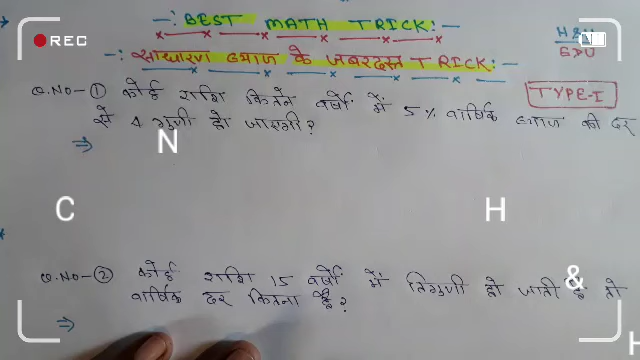 REC
-: BEST MATH TRICK:-
H&N
EDU
-: साधारण ब्याज के जबरदस्त TRICK:-
TYPE-I
Q.NO-① कोई राशि कितने वर्षों में 5% वार्षिक ब्याज की दर
से 4 गुणी हो जाएगी?
⇒
N
C
H
&
Q.NO-② कोई राशि 15 वर्षों में तिगुणी हो जाती है तो
वार्षिक दर कितना है?
⇒
H